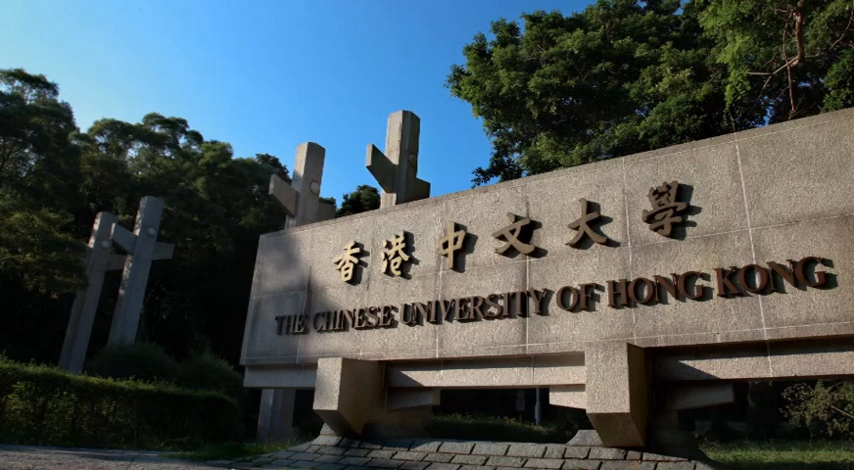 香港中文大學
THE CHINESE UNIVERSITY OF HONG KONG